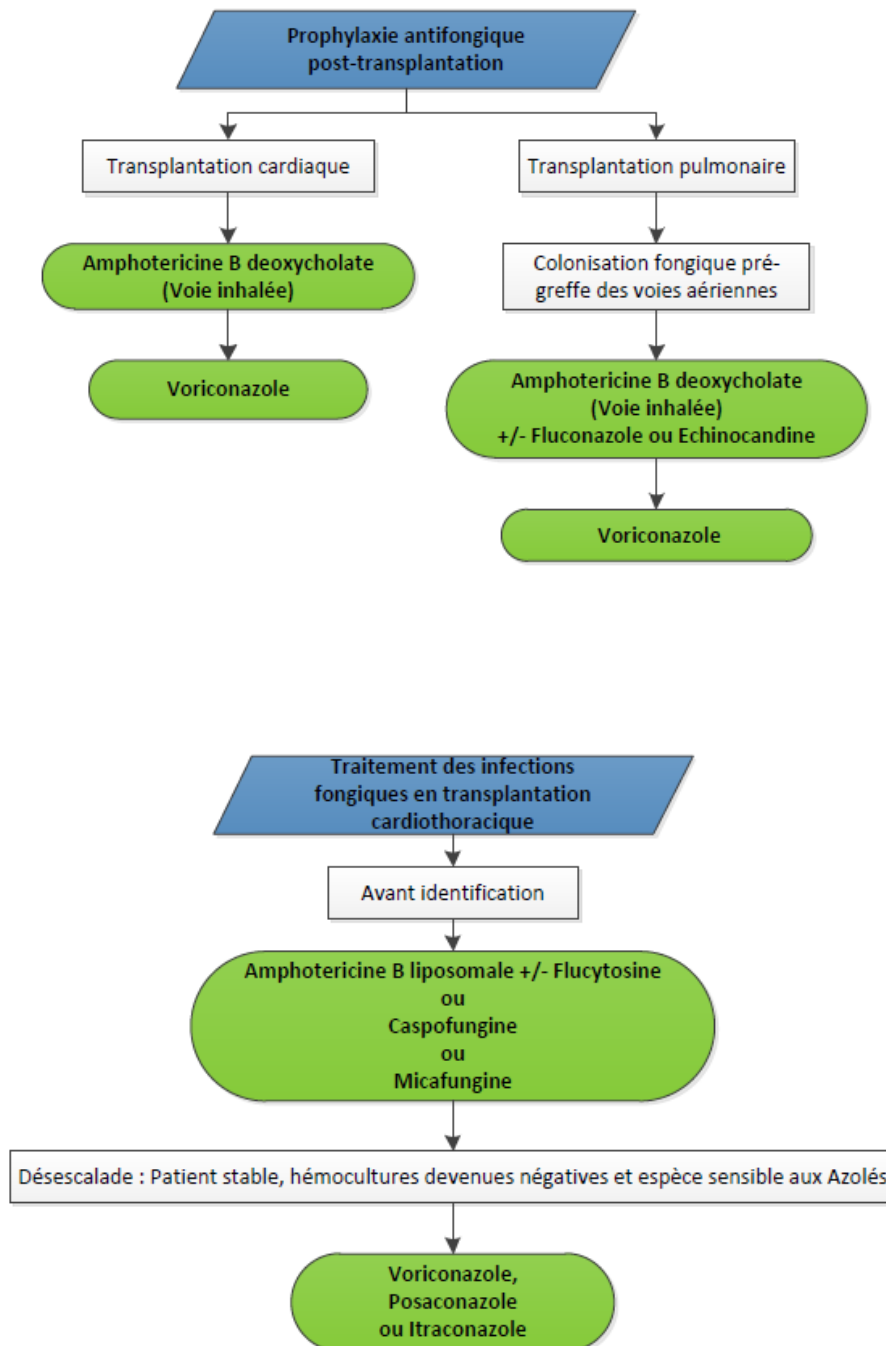 Prophylaxie antifongique
post-transplantation
Transplantation cardiaque
Transplantation pulmonaire
Amphotericine B deoxycholate
(Voie inhalée)
Colonisation fongique pré-
greffe des voies aériennes
Voriconazole
Amphotericine B deoxycholate
(Voie inhalée)
+/- Fluconazole ou Echinocandine
Voriconazole
Traitement des infections
fongiques en transplantation
cardiothoracique
Avant identification
Amphotericine B liposomale +/- Flucytosine
ou
Caspofungine
ou
Micafungine
Désescalade : Patient stable, hémocultures devenues négatives et espèce sensible aux Azolés
Voriconazole,
Posaconazole
ou Itraconazole